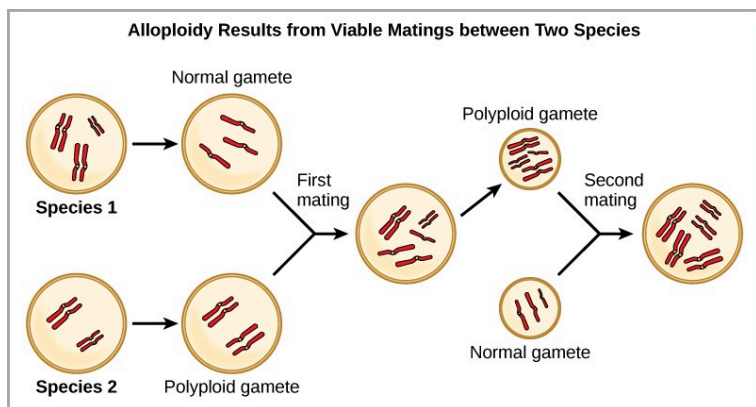 Alloploidy Results from Viable Matings between Two Species
Normal gamete
Species 1
First
mating
Polyploid gamete
Second
mating
Species 2
Polyploid gamete
Normal gamete